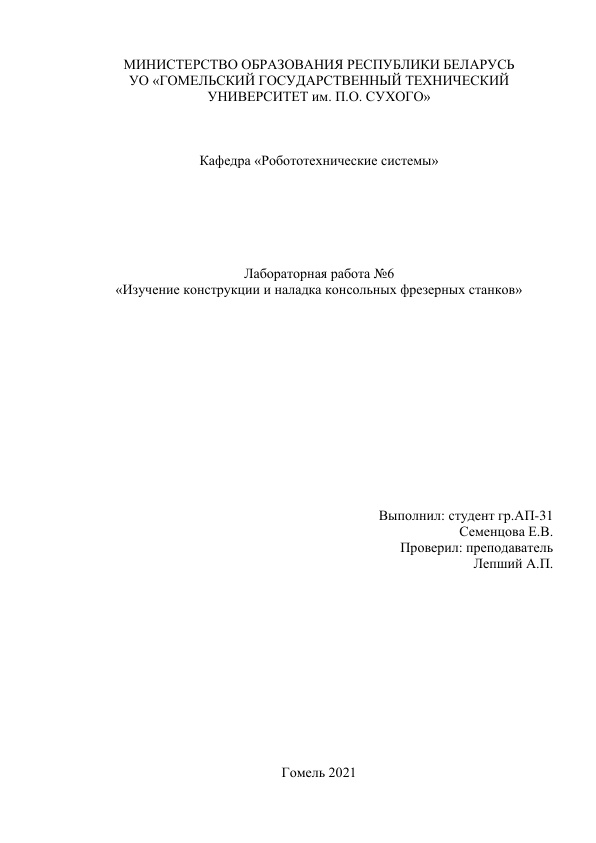 МИНИСТЕРСТВО ОБРАЗОВАНИЯ РЕСПУБЛИКИ БЕЛАРУСЬ
УО «ГОМЕЛЬСКИЙ ГОСУДАРСТВЕННЫЙ ТЕХНИЧЕСКИЙ
УНИВЕРСИТЕТ им. П.О. СУХОГО»
Кафедра «Робототехнические системы»
Лабораторная работа №6
«Изучение конструкции и наладка консольных фрезерных станков»
Выполнил: студент гр.АП-31
Семенцова Е.В.
Проверил: преподаватель
Лепший А.П.
Гомель 2021